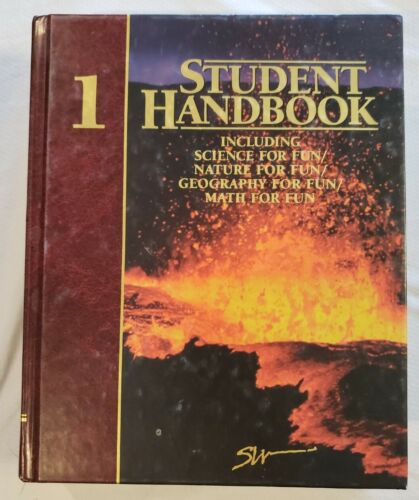 1
STUDENT
HANDBOOK
INCLUDING
SCIENCE FOR FUN/
NATURE FOR FUN/
GEOGRAPHY FOR FUN/
MATH FOR FUN